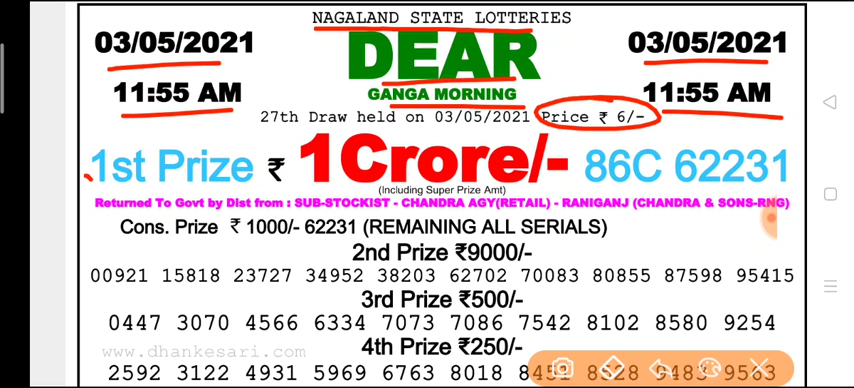 NAGALAND STATE LOTTERIES
03/05/2021 DEAR 03/05/2021
11:55 AM GANGA MORNING 11:55 AM
27th Draw held on 03/05/2021 Price ₹ 6/-
1st Prize ₹ 1Crore/- 86C 62231
(Including Super Prize Amt)
Returned To Govt by Dist from : SUB-STOCKIST - CHANDRA AGY(RETAIL) - RANIGANJ (CHANDRA & SONS-RNG)
Cons. Prize ₹ 1000/- 62231 (REMAINING ALL SERIALS)
2nd Prize ₹9000/-
00921 15818 23727 34952 38203 62702 70083 80855 87598 95415
3rd Prize ₹500/-
0447 3070 4566 6334 7073 7086 7542 8102 8580 9254
4th Prize ₹250/-
www.dhankesari.com
2592 3122 4931 5969 6763 8018 8451 8628 9483 9563